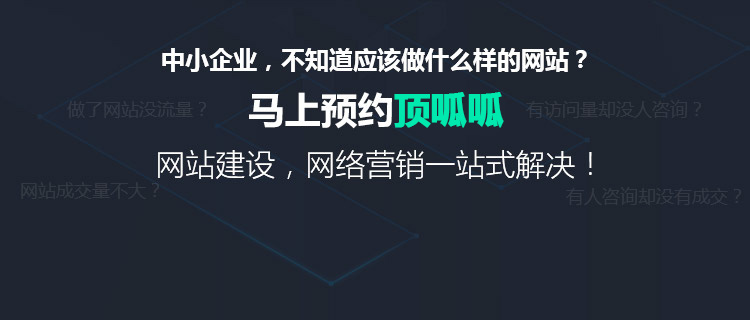 中小企业，不知道应该做什么样的网站？
做了网站没流量？
马上预约顶呱呱
有访问量却没人咨询？
网站建设，网络营销一站式解决！
网站成交量不大？
有人咨询却没有成交？